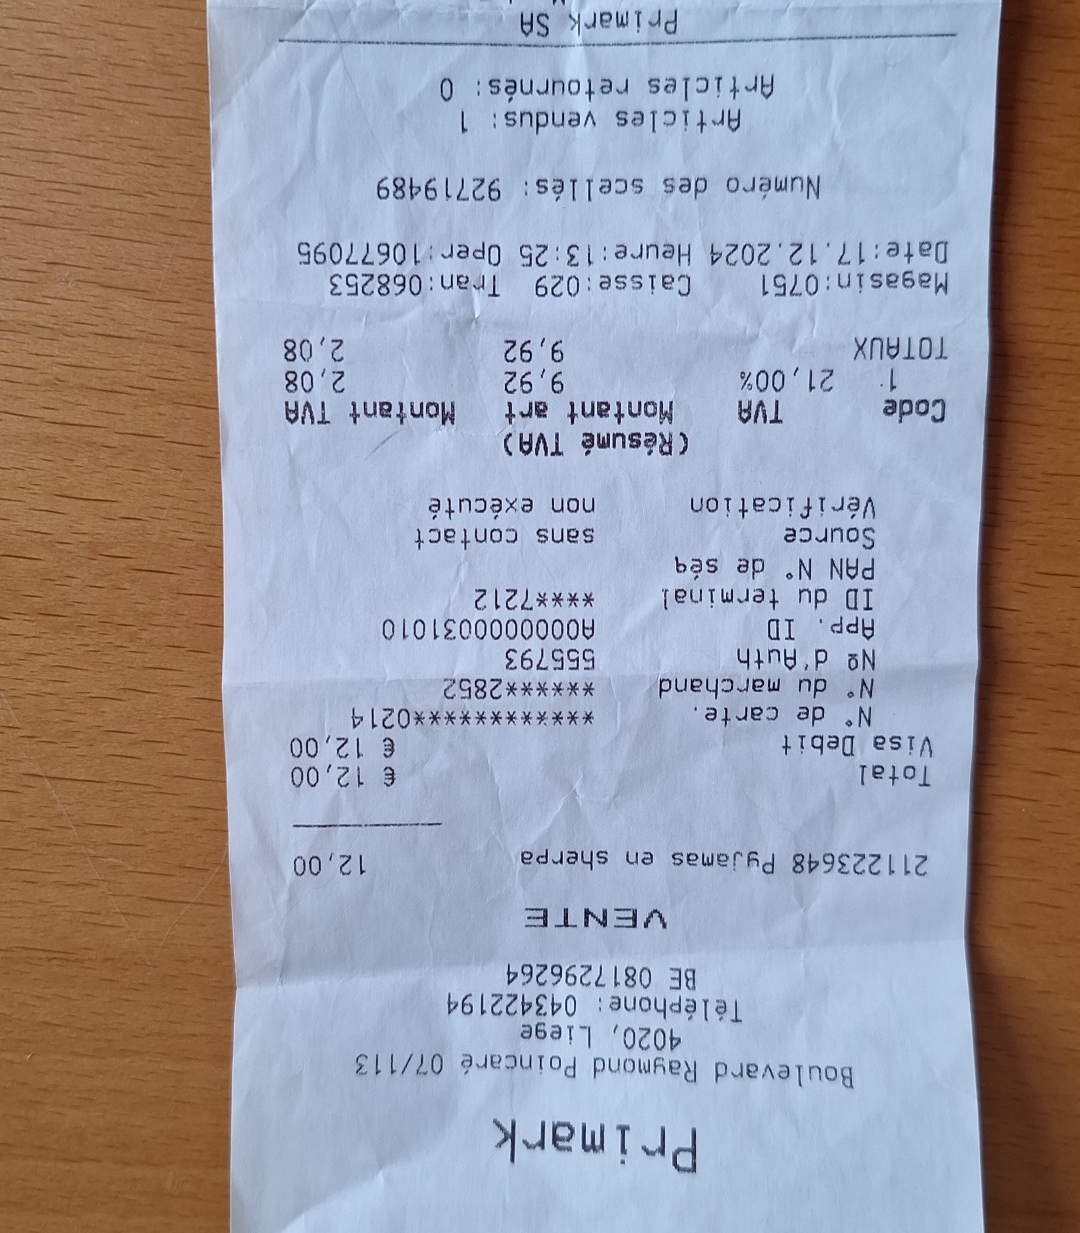 Primark
Boulevard Raymond Poincaré 07/113
4020, Liege
Téléphone: 043422194
BE 0817296264
VENTE
211223648 Pyjamas en sherpa 12,00
Total € 12,00
Visa Debit € 12,00
N° de carte. **************0214
N° du marchand *******2852
Nº d'Auth 555793
App. ID A0000000031010
ID du terminal ****7212
PAN N° de séq
Source sans contact
Vérification non exécuté
(Résumé TVA)
Code TVA Montant art Montant TVA
1 21,00% 9,92 2,08
TOTAUX 9,92 2,08
Magasin:0751 Caisse:029 Tran:068253
Date:17.12.2024 Heure:13:25 Oper:10677095
Numéro des scellés: 92719489
Articles vendus: 1
Articles retournés: 0
Primark SA